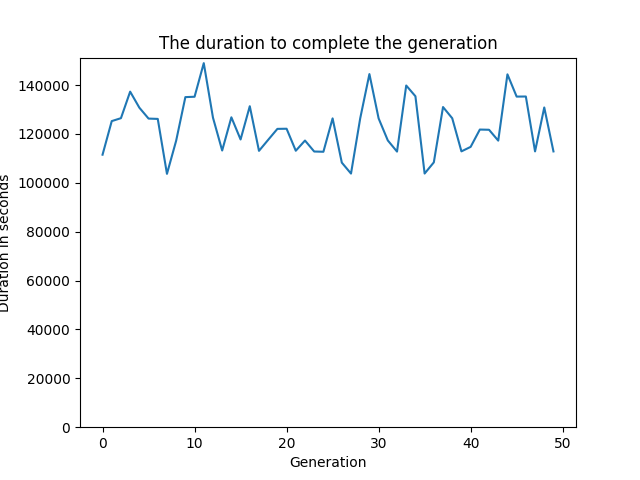 The duration to complete the generation
Duration in seconds
140000
120000
100000
80000
60000
40000
20000
0
0 10 20 30 40 50
Generation